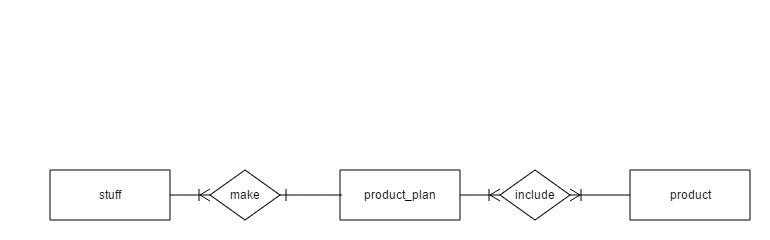 stuff
make
product_plan
include
product